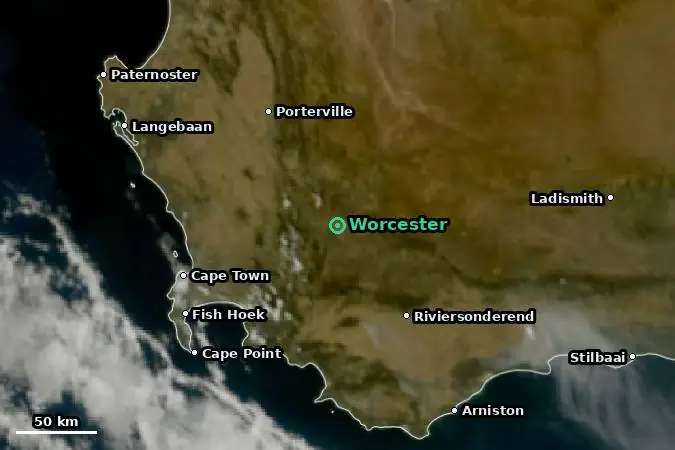 Paternoster
Porterville
Langebaan
Ladismith
Worcester
Cape Town
Fish Hoek
Riviersonderend
Cape Point
Stilbaai
Arniston
50 km